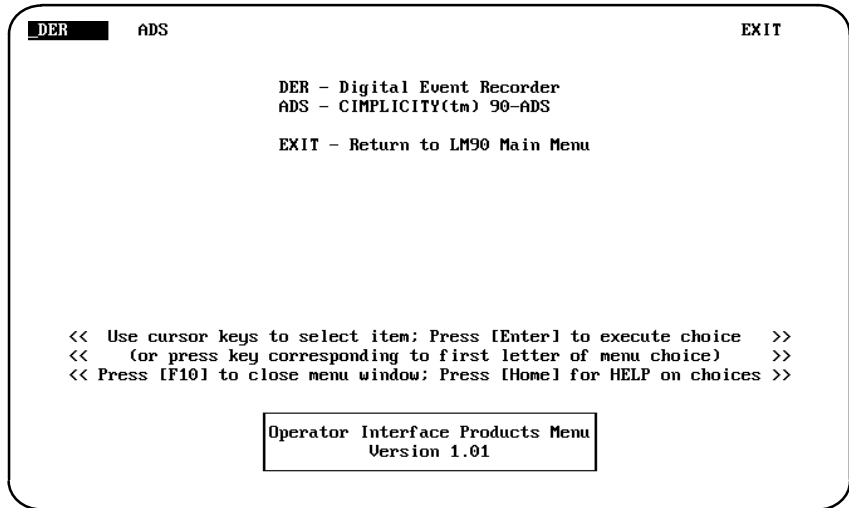 _DER ADS EXIT
DER - Digital Event Recorder
ADS - CIMPLICITY(tm) 90-ADS
EXIT - Return to LM90 Main Menu
<< Use cursor keys to select item; Press [Enter] to execute choice >>
<< (or press key corresponding to first letter of menu choice) >>
<< Press [F10] to close menu window; Press [Home] for HELP on choices >>
Operator Interface Products Menu
Version 1.01